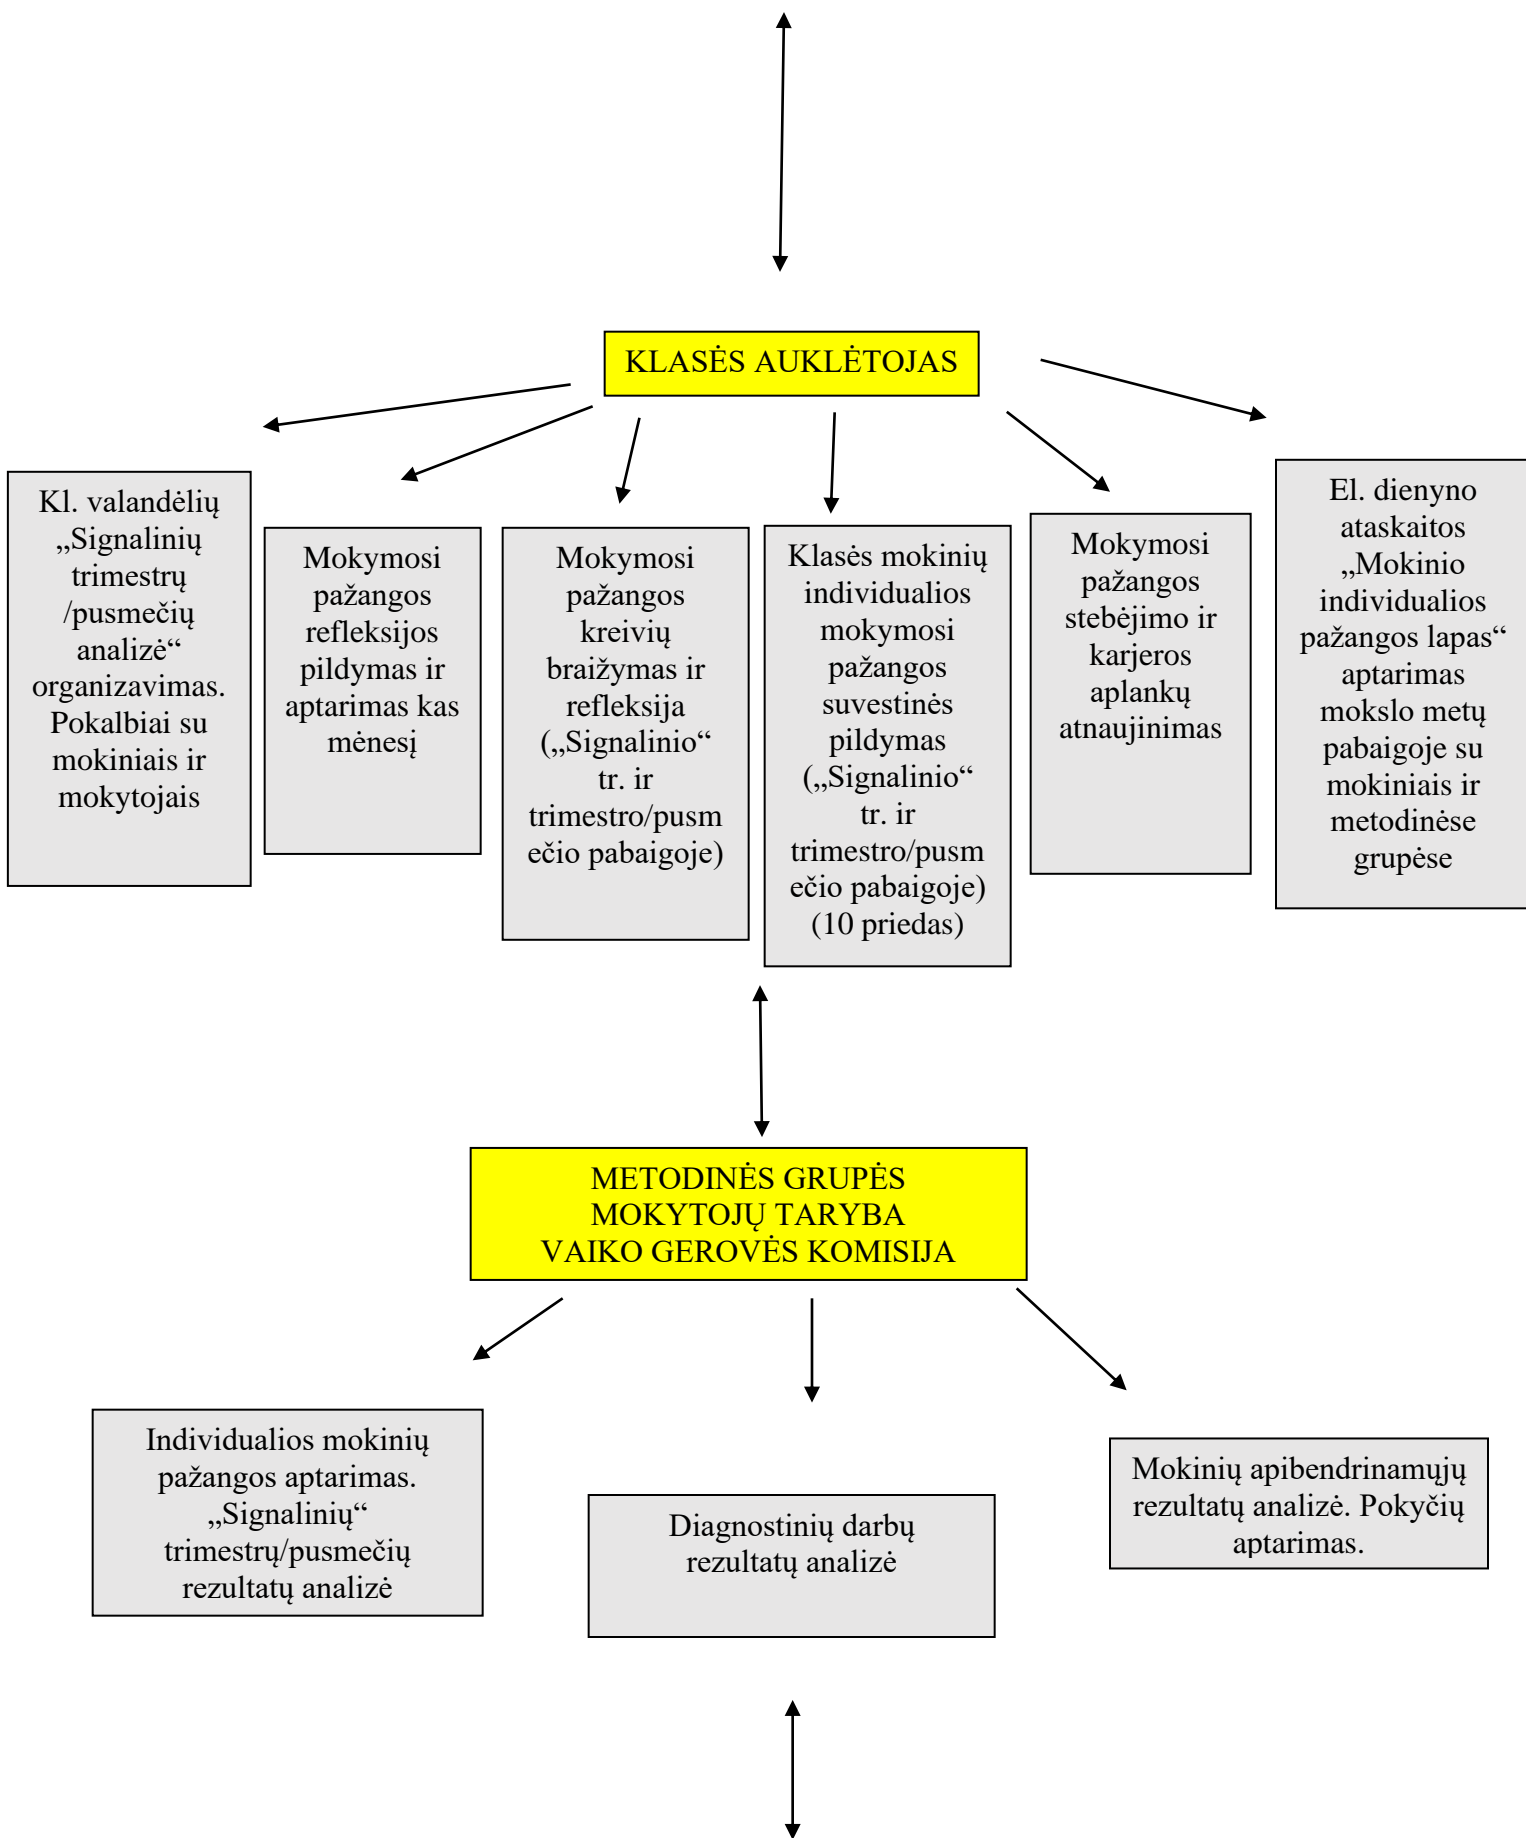 KLASĖS AUKLĖTOJAS
Kl. valandėlių
„Signalinių
trimestrų
/pusmečių
analizė“
organizavimas.
Pokalbiai su
mokiniais ir
mokytojais
Mokymosi
pažangos
refleksijos
pildymas ir
aptarimas kas
mėnesį
Mokymosi
pažangos
kreivių
braižymas ir
refleksija
(„Signalinio“
tr. ir
trimestro/pusm
ečio pabaigoje)
Klasės mokinių
individualios
mokymosi
pažangos
suvestinės
pildymas
(„Signalinio“
tr. ir
trimestro/pusm
ečio pabaigoje)
(10 priedas)
Mokymosi
pažangos
stebėjimo ir
karjeros
aplankų
atnaujinimas
El. dienyno
ataskaitos
„Mokinio
individualios
pažangos lapas“
aptarimas
mokslo metų
pabaigoje su
mokiniais ir
metodinėse
grupėse
METODINĖS GRUPĖS
MOKYTOJŲ TARYBA
VAIKO GEROVĖS KOMISIJA
Individualios mokinių
pažangos aptarimas.
„Signalinių“
trimestrų/pusmečių
rezultatų analizė
Diagnostinių darbų
rezultatų analizė
Mokinių apibendrinamųjų
rezultatų analizė. Pokyčių
aptarimas.